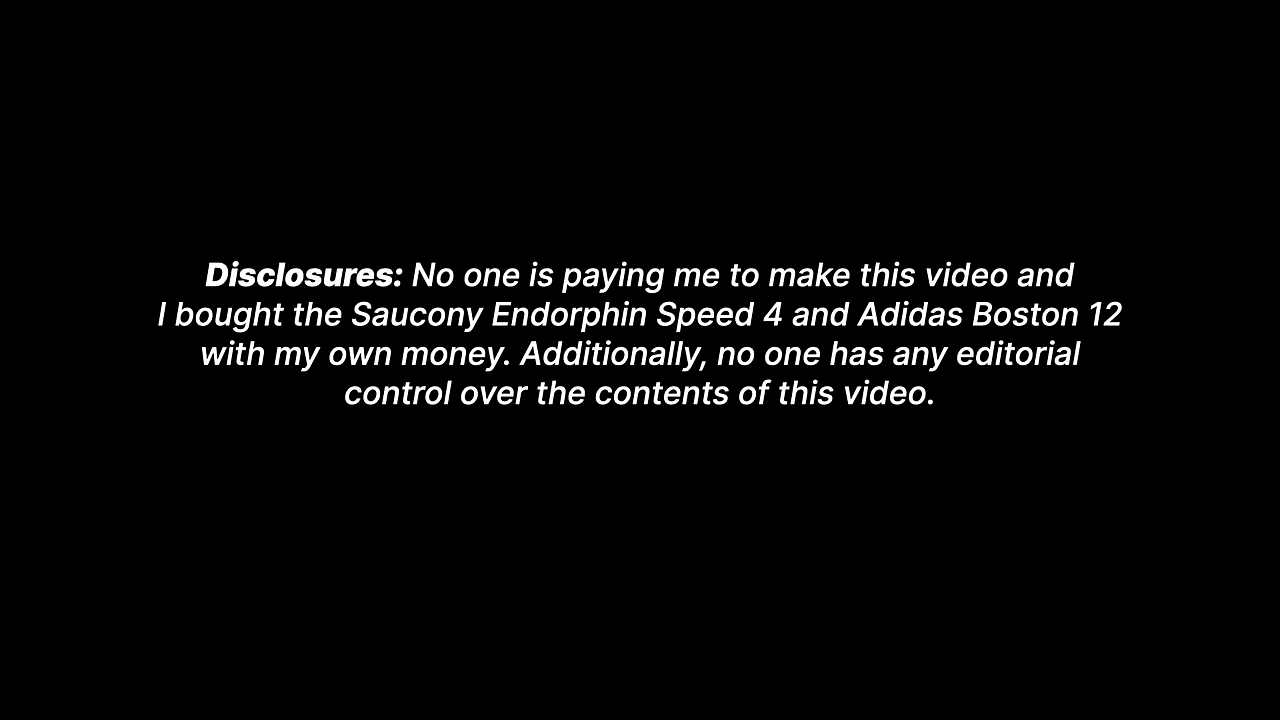 Disclosures: No one is paying me to make this video and
I bought the Saucony Endorphin Speed 4 and Adidas Boston 12
with my own money. Additionally, no one has any editorial
control over the contents of this video.